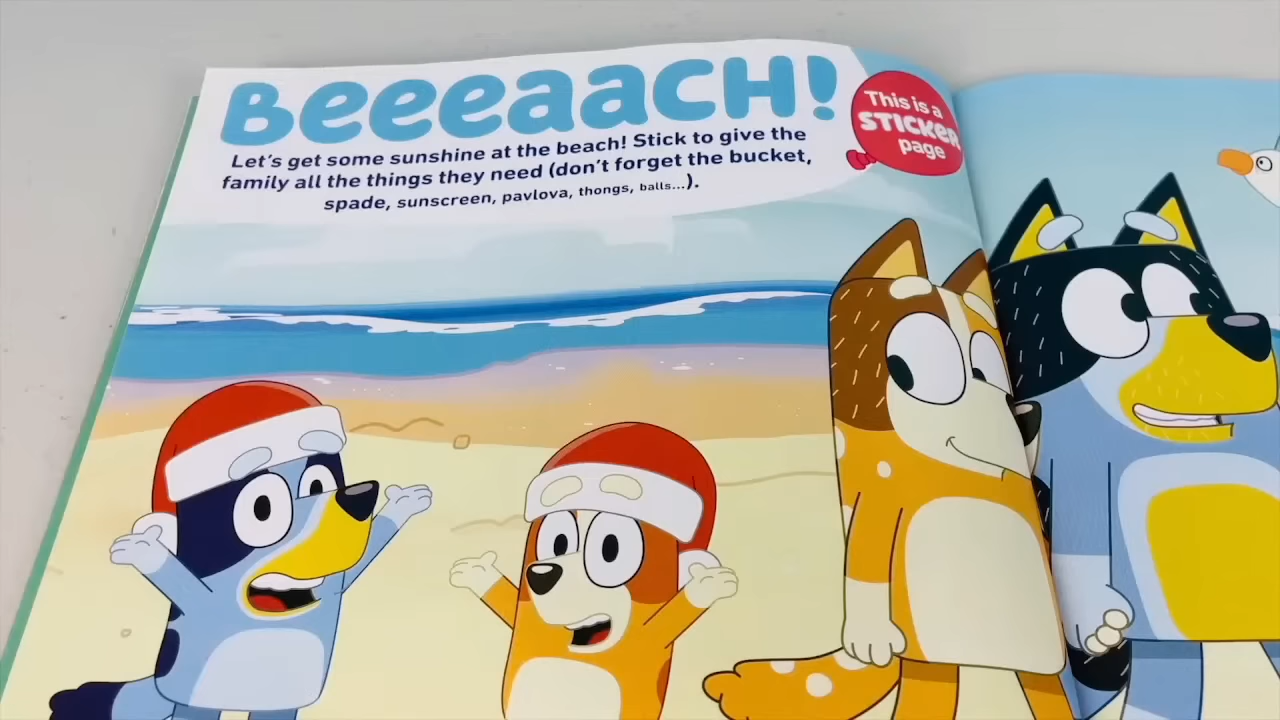 BEEEAACH!
Let's get some sunshine at the beach! Stick to give the
family all the things they need (don't forget the bucket,
spade, sunscreen, pavlova, thongs, balls...).
This is a
STICKER
page